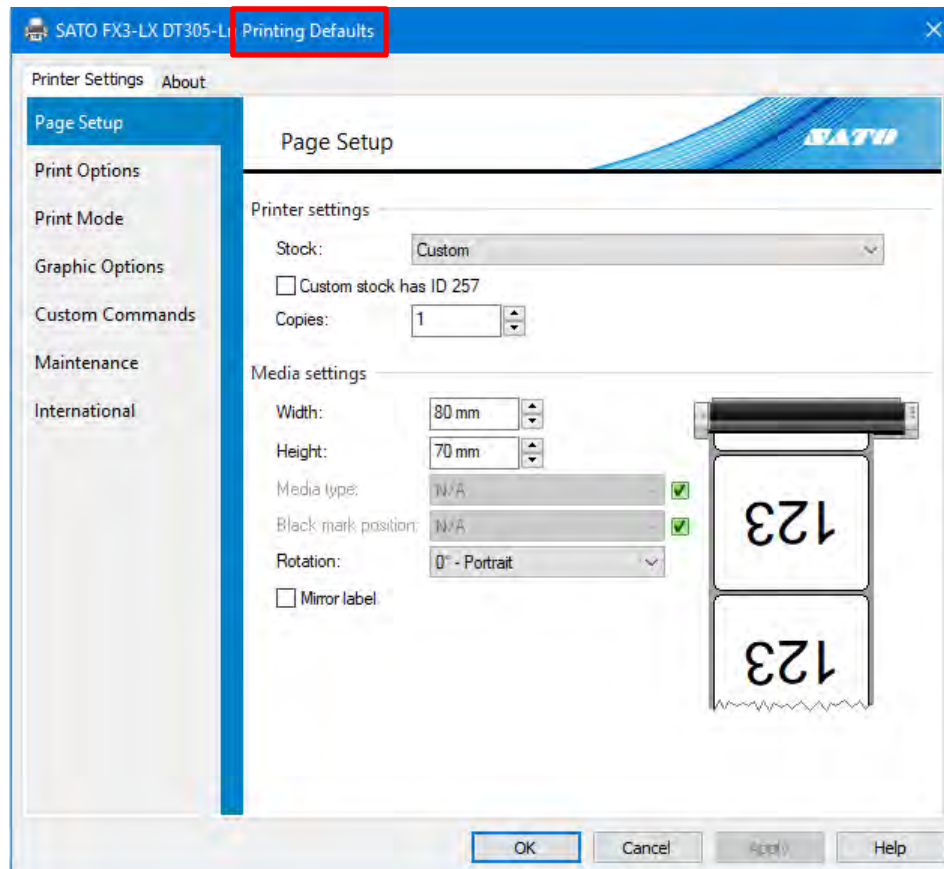 SATO FX3-LX DT305-Ln Printing Defaults
Printer Settings About
Page Setup
Print Options
Print Mode
Graphic Options
Custom Commands
Maintenance
International
Page Setup
SATO
Printer settings
Stock: Custom
Custom stock has ID 257
Copies: 1
Media settings
Width: 80 mm
Height: 70 mm
Media type: N/A
Black mark position: N/A
Rotation: 0° - Portrait
Mirror label
123
123
OK Cancel Apply Help